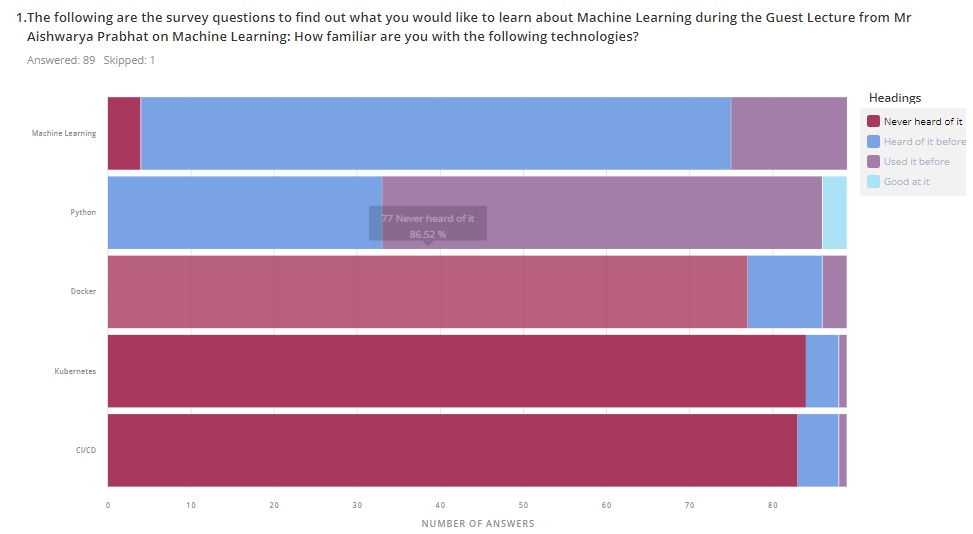 1.The following are the survey questions to find out what you would like to learn about Machine Learning during the Guest Lecture from Mr
Aishwarya Prabhat on Machine Learning: How familiar are you with the following technologies?
Answered: 89 Skipped: 1
Headings
Never heard of it
Heard of it before
Used it before
Good at it
Machine Learning
Python
77 Never heard of it
86.52 %
Docker
Kubernetes
CI/CD
0 10 20 30 40 50 60 70 80
NUMBER OF ANSWERS